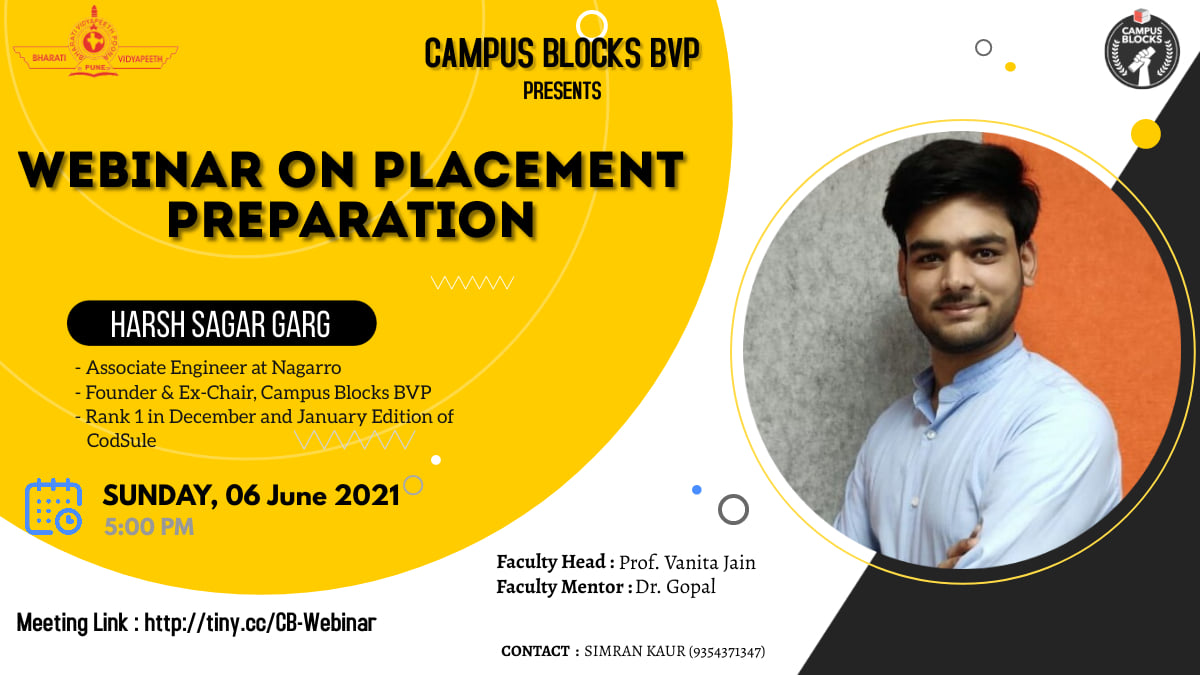 BHARATI VIDYAPEETH
BHARATI VIDYAPEETH POONA
PUNE
CAMPUS BLOCKS BVP
PRESENTS
CAMPUS
BLOCKS
WEBINAR ON PLACEMENT
PREPARATION
HARSH SAGAR GARG
- Associate Engineer at Nagarro
- Founder & Ex-Chair, Campus Blocks BVP
- Rank 1 in December and January Edition of
CodSule
SUNDAY, 06 June 2021
5:00 PM
Faculty Head : Prof. Vanita Jain
Faculty Mentor : Dr. Gopal
Meeting Link : http://tiny.cc/CB-Webinar
CONTACT : SIMRAN KAUR (9354371347)